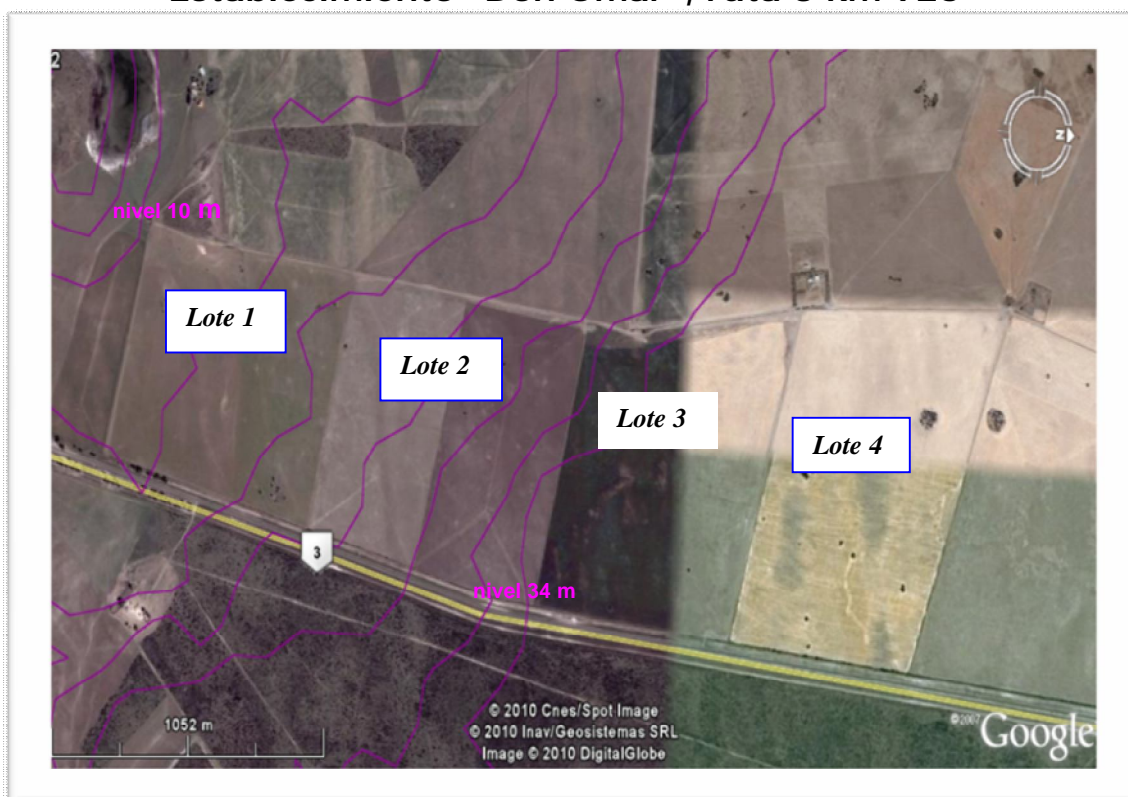 2
nivel 10 m
Lote 1
Lote 2
Lote 3
Lote 4
3
nivel 34 m
1052 m
© 2010 Cnes/Spot Image
© 2010 Inav/Geosistemas SRL
Image © 2010 DigitalGlobe
©2007 Google
N